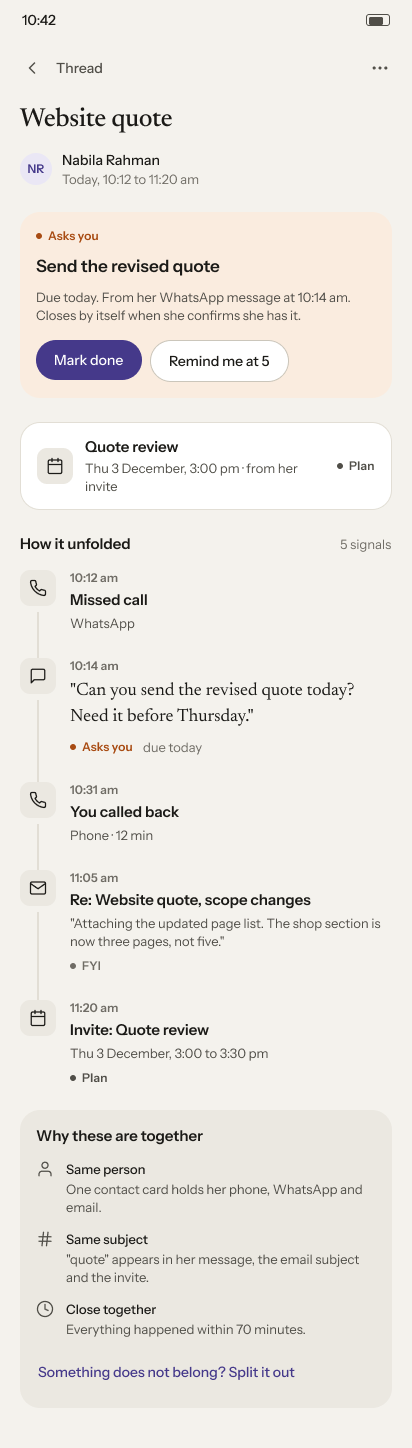 10:42
Thread
Website quote
NR
Nabila Rahman
Today, 10:12 to 11:20 am
Asks you
Send the revised quote
Due today. From her WhatsApp message at 10:14 am.
Closes by itself when she confirms she has it.
Mark done
Remind me at 5
Quote review
Thu 3 December, 3:00 pm · from her
invite
Plan
How it unfolded
5 signals
10:12 am
Missed call
WhatsApp
10:14 am
"Can you send the revised quote today?
Need it before Thursday."
Asks you due today
10:31 am
You called back
Phone · 12 min
11:05 am
Re: Website quote, scope changes
"Attaching the updated page list. The shop section is
now three pages, not five."
FYI
11:20 am
Invite: Quote review
Thu 3 December, 3:00 to 3:30 pm
Plan
Why these are together
Same person
One contact card holds her phone, WhatsApp and
email.
Same subject
"quote" appears in her message, the email subject
and the invite.
Close together
Everything happened within 70 minutes.
Something does not belong? Split it out